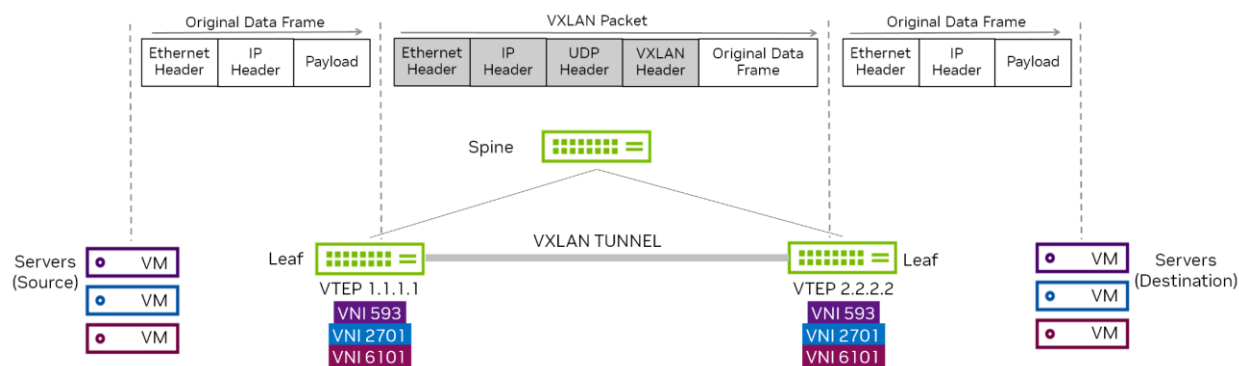 Original Data Frame
VXLAN Packet
Original Data Frame
Ethernet
Header
IP
Header
Payload
Ethernet
Header
IP
Header
UDP
Header
VXLAN
Header
Original Data
Frame
Ethernet
Header
IP
Header
Payload
Spine
Servers
(Source)
VM
VM
VM
Leaf
VXLAN TUNNEL
Leaf
VTEP 1.1.1.1
VNI 593
VNI 2701
VNI 6101
VTEP 2.2.2.2
VNI 593
VNI 2701
VNI 6101
VM
VM
VM
Servers
(Destination)